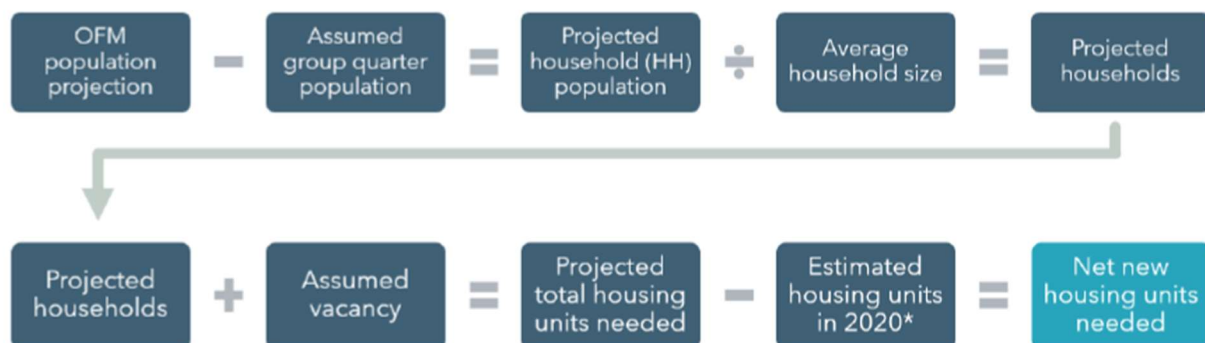 OFM
population
projection
−
Assumed
group quarter
population
=
Projected
household (HH)
population
÷
Average
household size
=
Projected
households
Projected
households
+
Assumed
vacancy
=
Projected
total housing
units needed
−
Estimated
housing units
in 2020*
=
Net new
housing units
needed